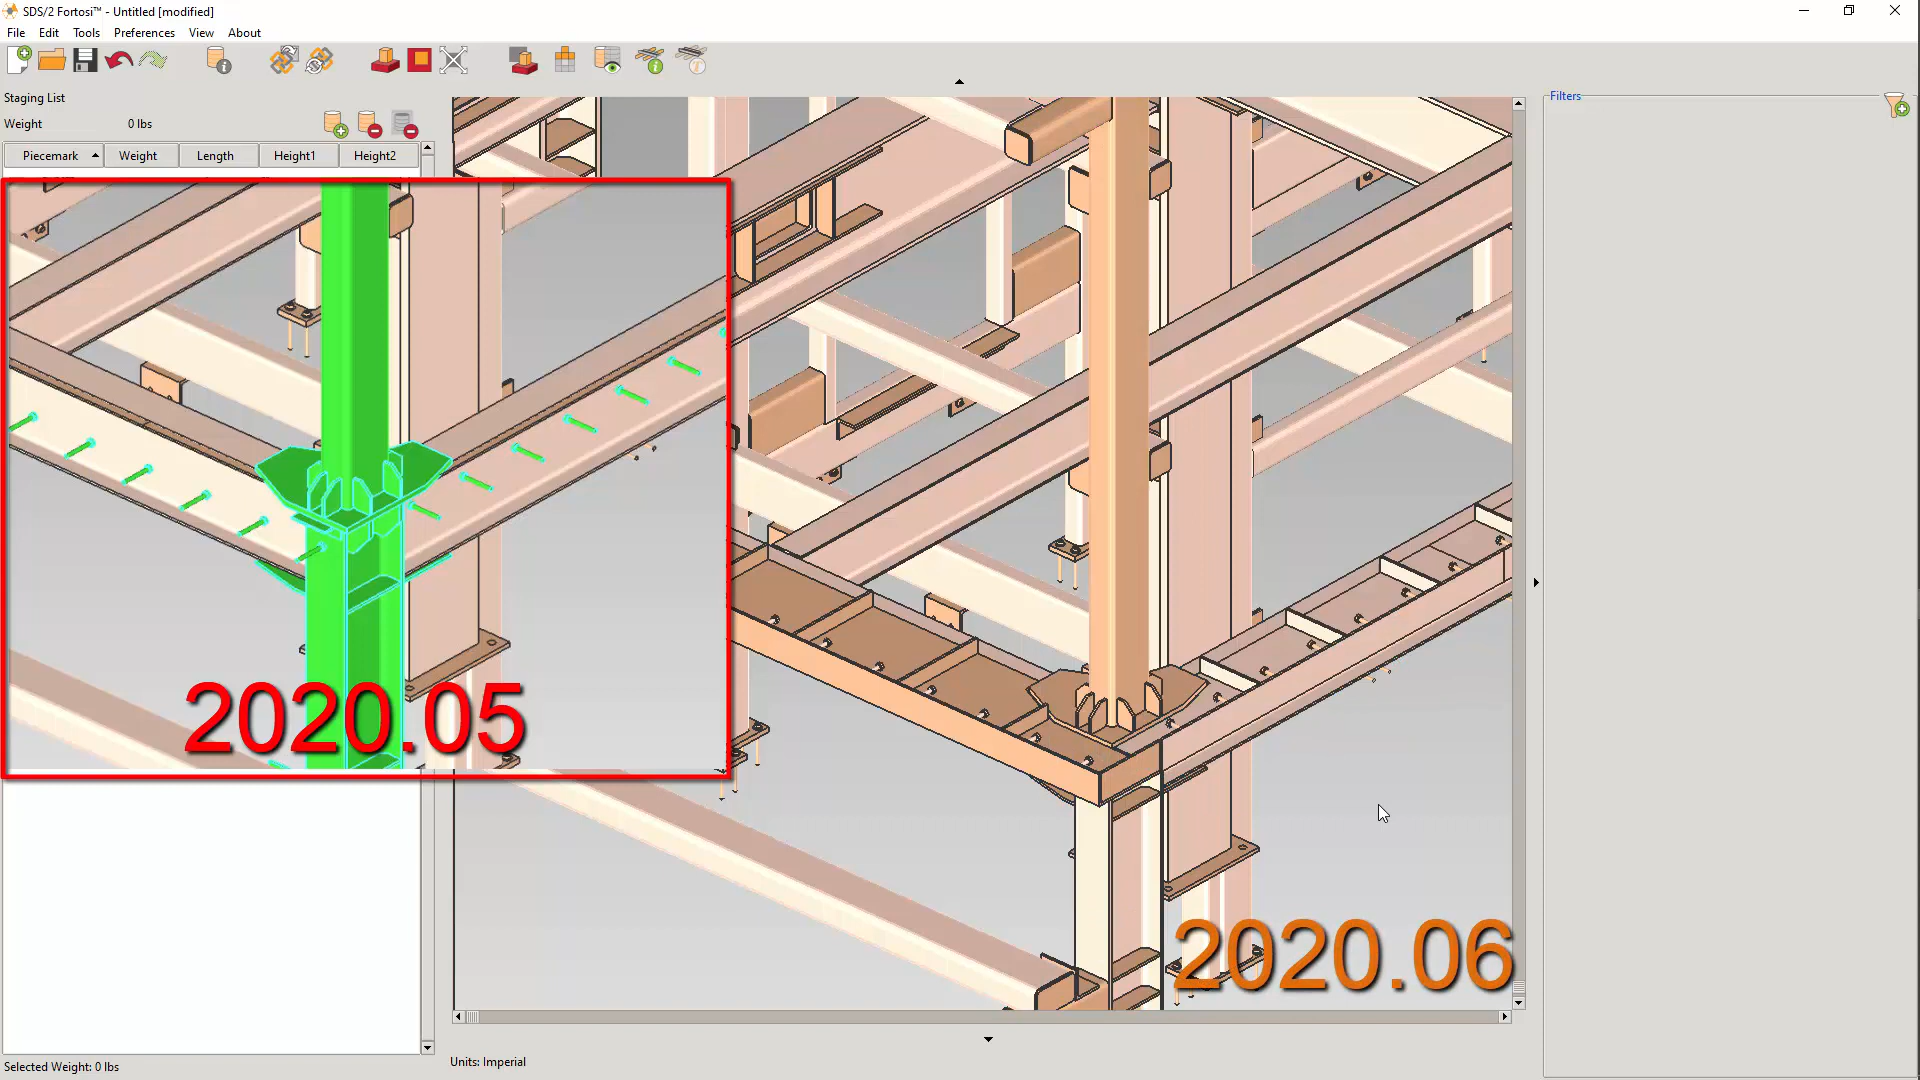 SDS/2 Fortosi™ - Untitled [modified]
File Edit Tools Preferences View About
Staging List
Weight 0 lbs
Piecemark Weight Length Height1 Height2
Filters
2020.05
2020.06
Units: Imperial
Selected Weight: 0 lbs